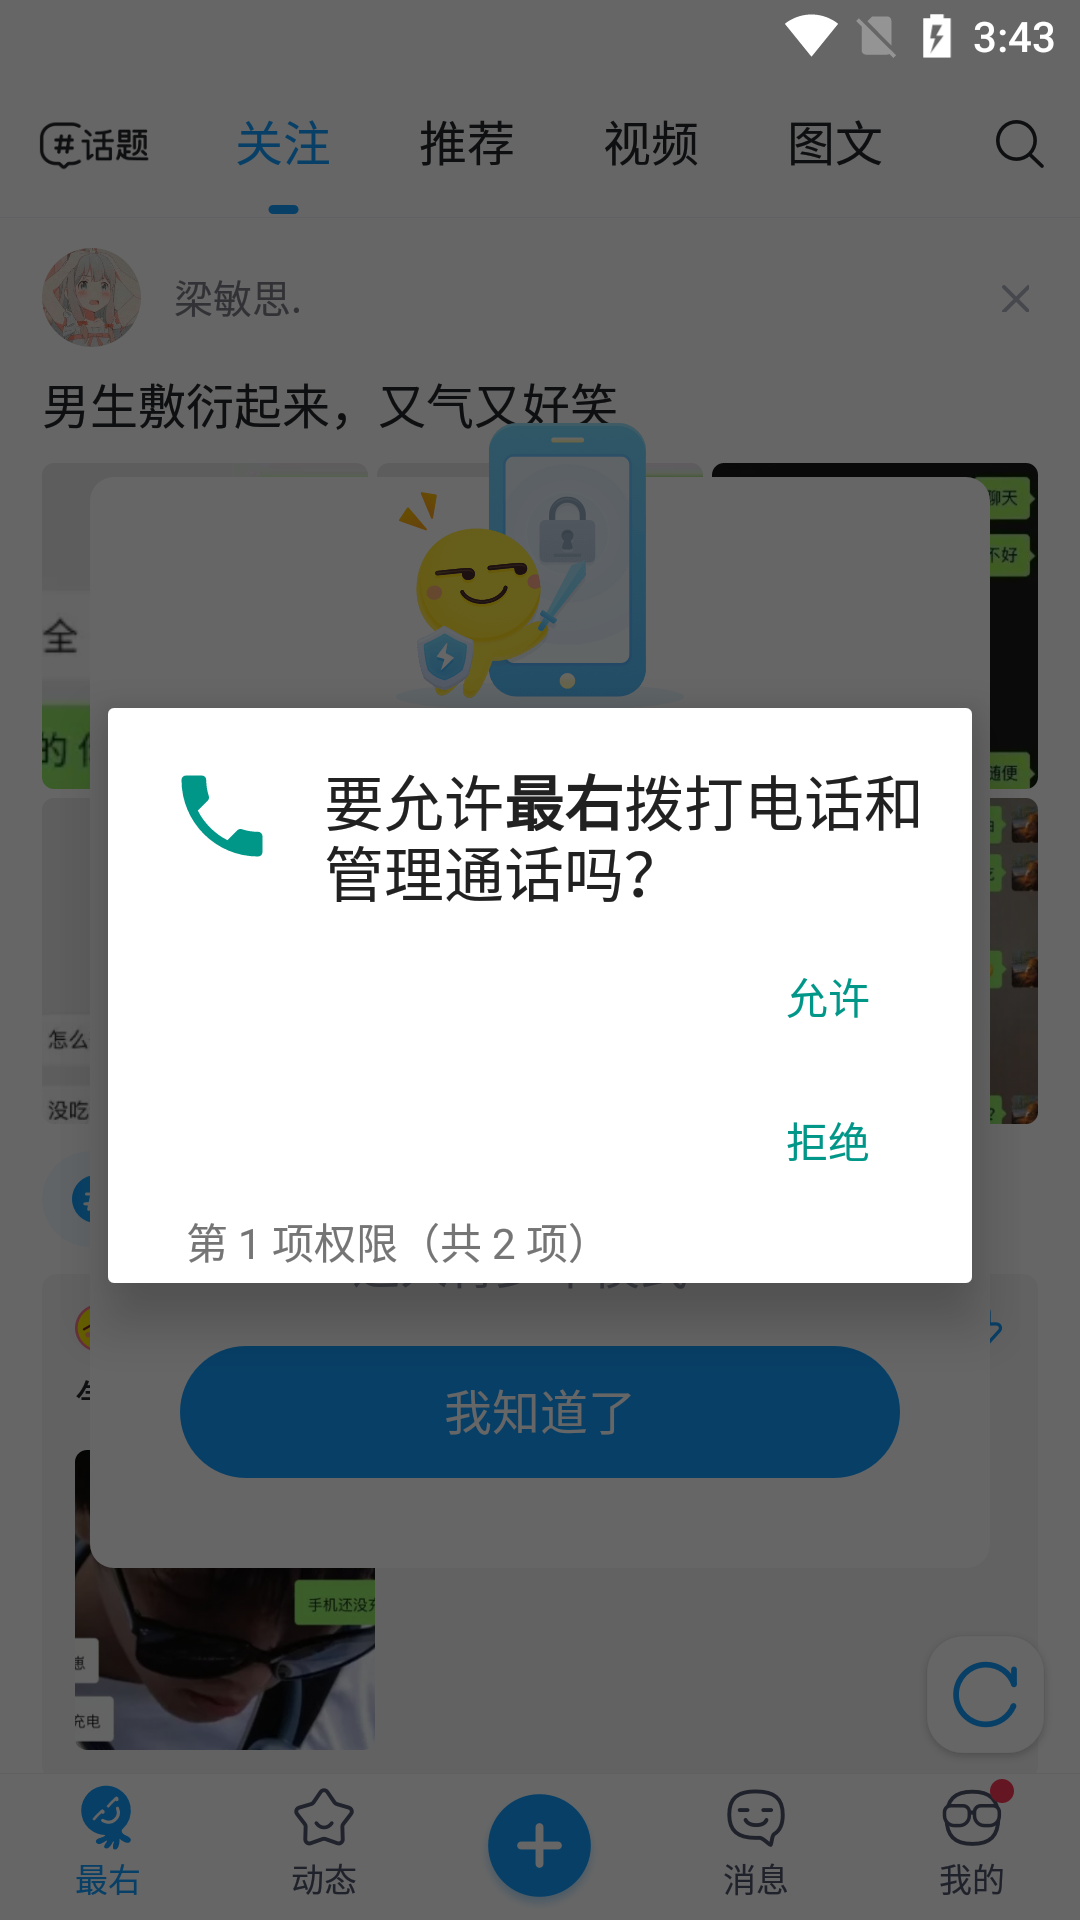 3:43
#话题
关注
推荐
视频
图文
梁敏思.
男生敷衍起来，又气又好笑
聊天
不好
全
的
随便
要允许最右拨打电话和
管理通话吗？
允许
怎么
没吃
拒绝
第 1 项权限（共 2 项）
我知道了
手机还没充
充电
最右
动态
消息
我的